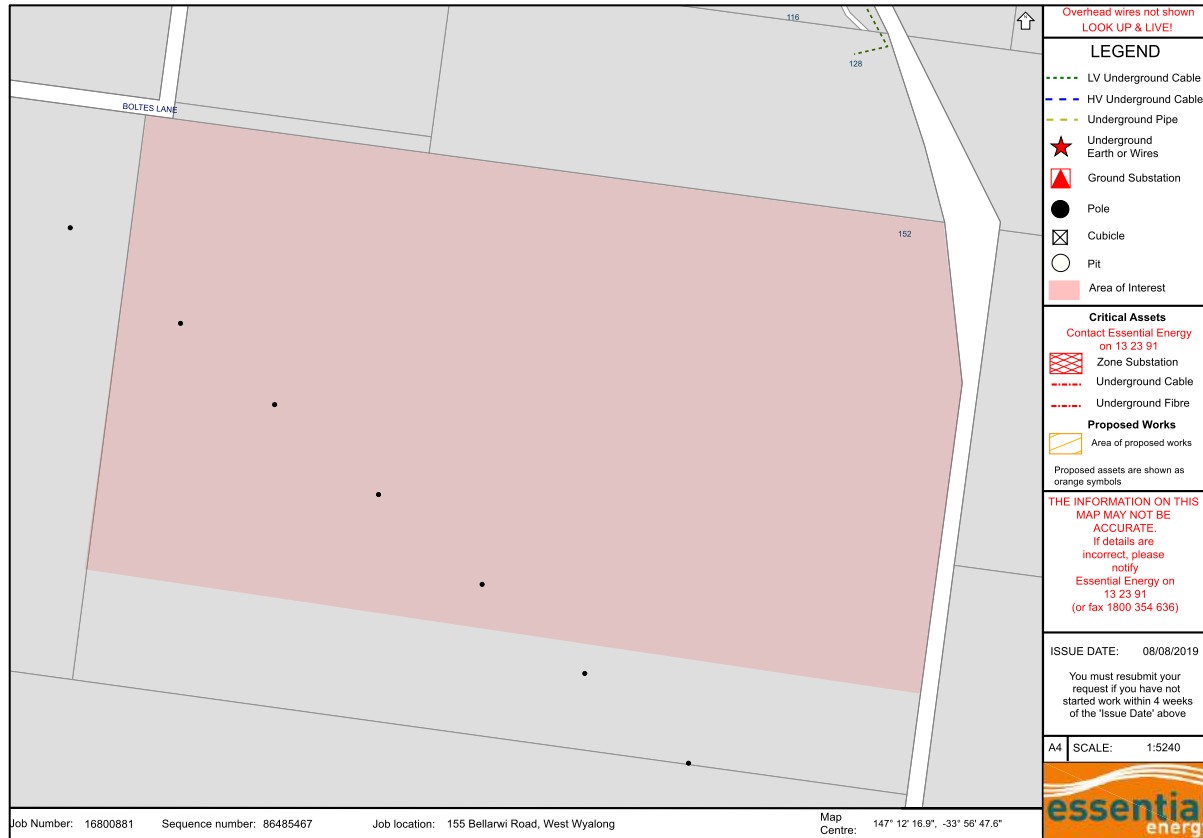 116
128
BOLTES LANE
152
Overhead wires not shown
LOOK UP & LIVE!
LEGEND
LV Underground Cable
HV Underground Cable
Underground Pipe
Underground
Earth or Wires
Ground Substation
Pole
Cubicle
Pit
Area of Interest
Critical Assets
Contact Essential Energy
on 13 23 91
Zone Substation
Underground Cable
Underground Fibre
Proposed Works
Area of proposed works
Proposed assets are shown as
orange symbols
THE INFORMATION ON THIS
MAP MAY NOT BE
ACCURATE.
If details are
incorrect, please
notify
Essential Energy on
13 23 91
(or fax 1800 354 636)
ISSUE DATE: 08/08/2019
You must resubmit your
request if you have not
started work within 4 weeks
of the 'Issue Date' above
A4 SCALE: 1:5240
essentia
energ
Job Number: 16800881 Sequence number: 86485467 Job location: 155 Bellarwi Road, West Wyalong Map
Centre: 147° 12' 16.9", -33° 56' 47.6"